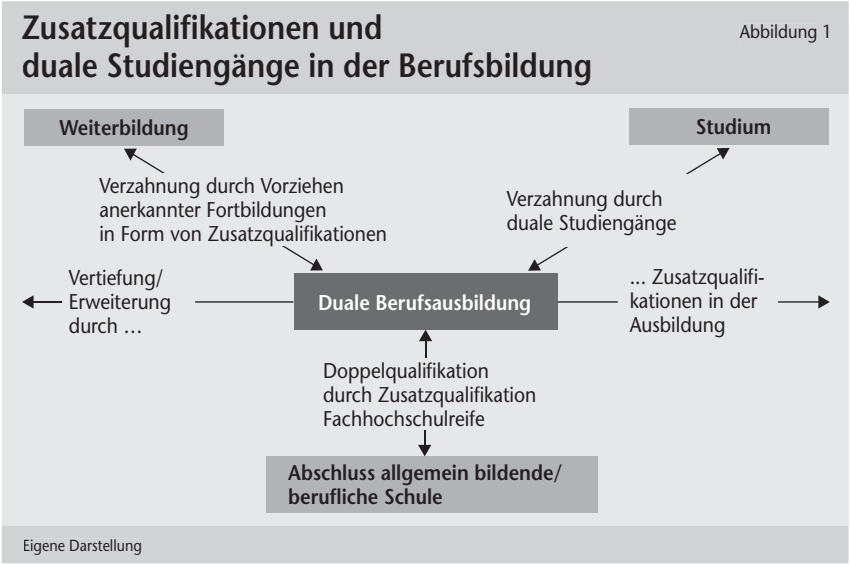 Zusatzqualifikationen und
duale Studiengänge in der Berufsbildung
Abbildung 1
Weiterbildung
Studium
Verzahnung durch Vorziehen
anerkannter Fortbildungen
in Form von Zusatzqualifikationen
Verzahnung durch
duale Studiengänge
Vertiefung/
Erweiterung
durch ...
Duale Berufsausbildung
... Zusatzqualifi-
kationen in der
Ausbildung
Doppelqualifikation
durch Zusatzqualifikation
Fachhochschulreife
Abschluss allgemein bildende/
berufliche Schule
Eigene Darstellung